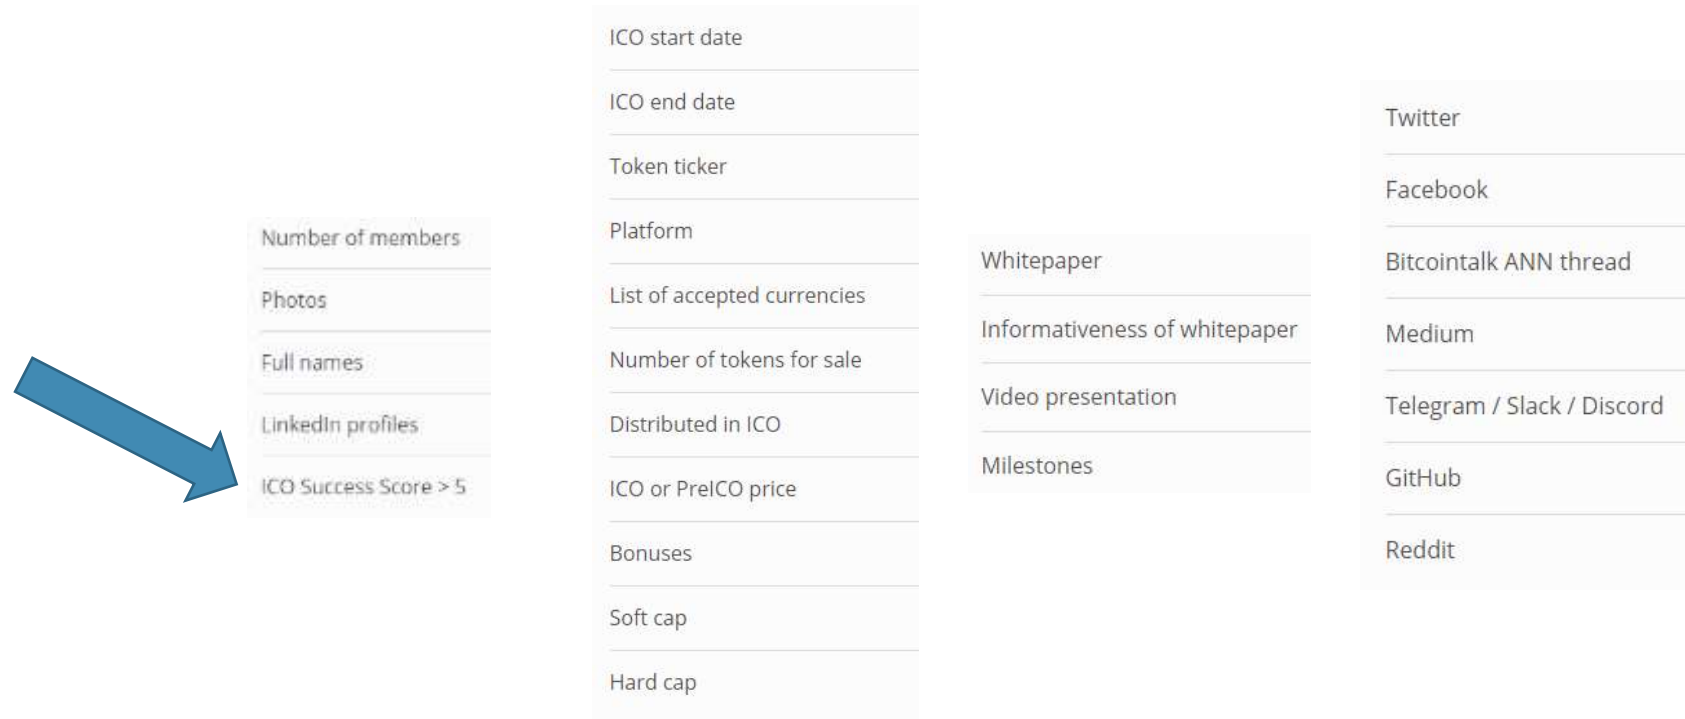 Number of members
Photos
Full names
LinkedIn profiles
ICO Success Score > 5
ICO start date
ICO end date
Token ticker
Platform
List of accepted currencies
Number of tokens for sale
Distributed in ICO
ICO or PreICO price
Bonuses
Soft cap
Hard cap
Whitepaper
Informativeness of whitepaper
Video presentation
Milestones
Twitter
Facebook
Bitcointalk ANN thread
Medium
Telegram / Slack / Discord
GitHub
Reddit